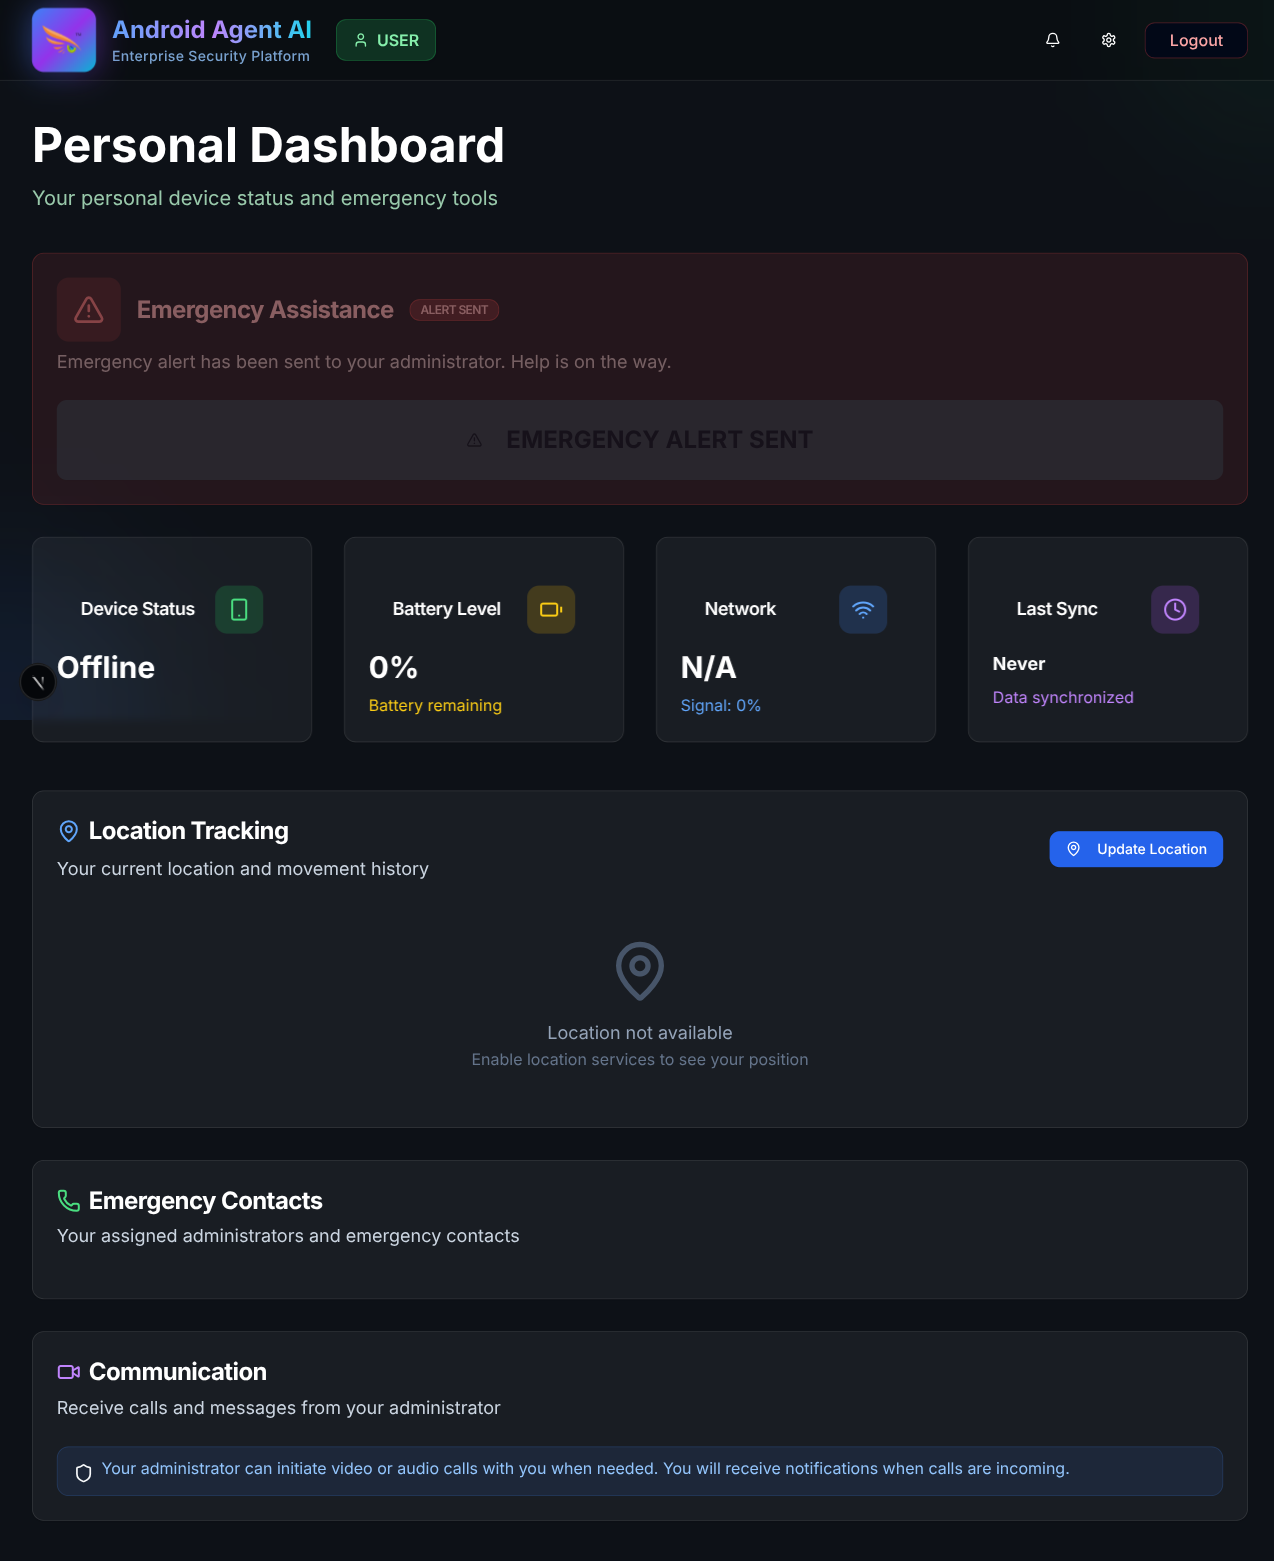 Android Agent AI
Enterprise Security Platform
USER
Logout
Personal Dashboard
Your personal device status and emergency tools
Emergency Assistance
ALERT SENT
Emergency alert has been sent to your administrator. Help is on the way.
EMERGENCY ALERT SENT
Device Status
Offline
Battery Level
0%
Battery remaining
Network
N/A
Signal: 0%
Last Sync
Never
Data synchronized
Location Tracking
Your current location and movement history
Update Location
Location not available
Enable location services to see your position
Emergency Contacts
Your assigned administrators and emergency contacts
Communication
Receive calls and messages from your administrator
Your administrator can initiate video or audio calls with you when needed. You will receive notifications when calls are incoming.